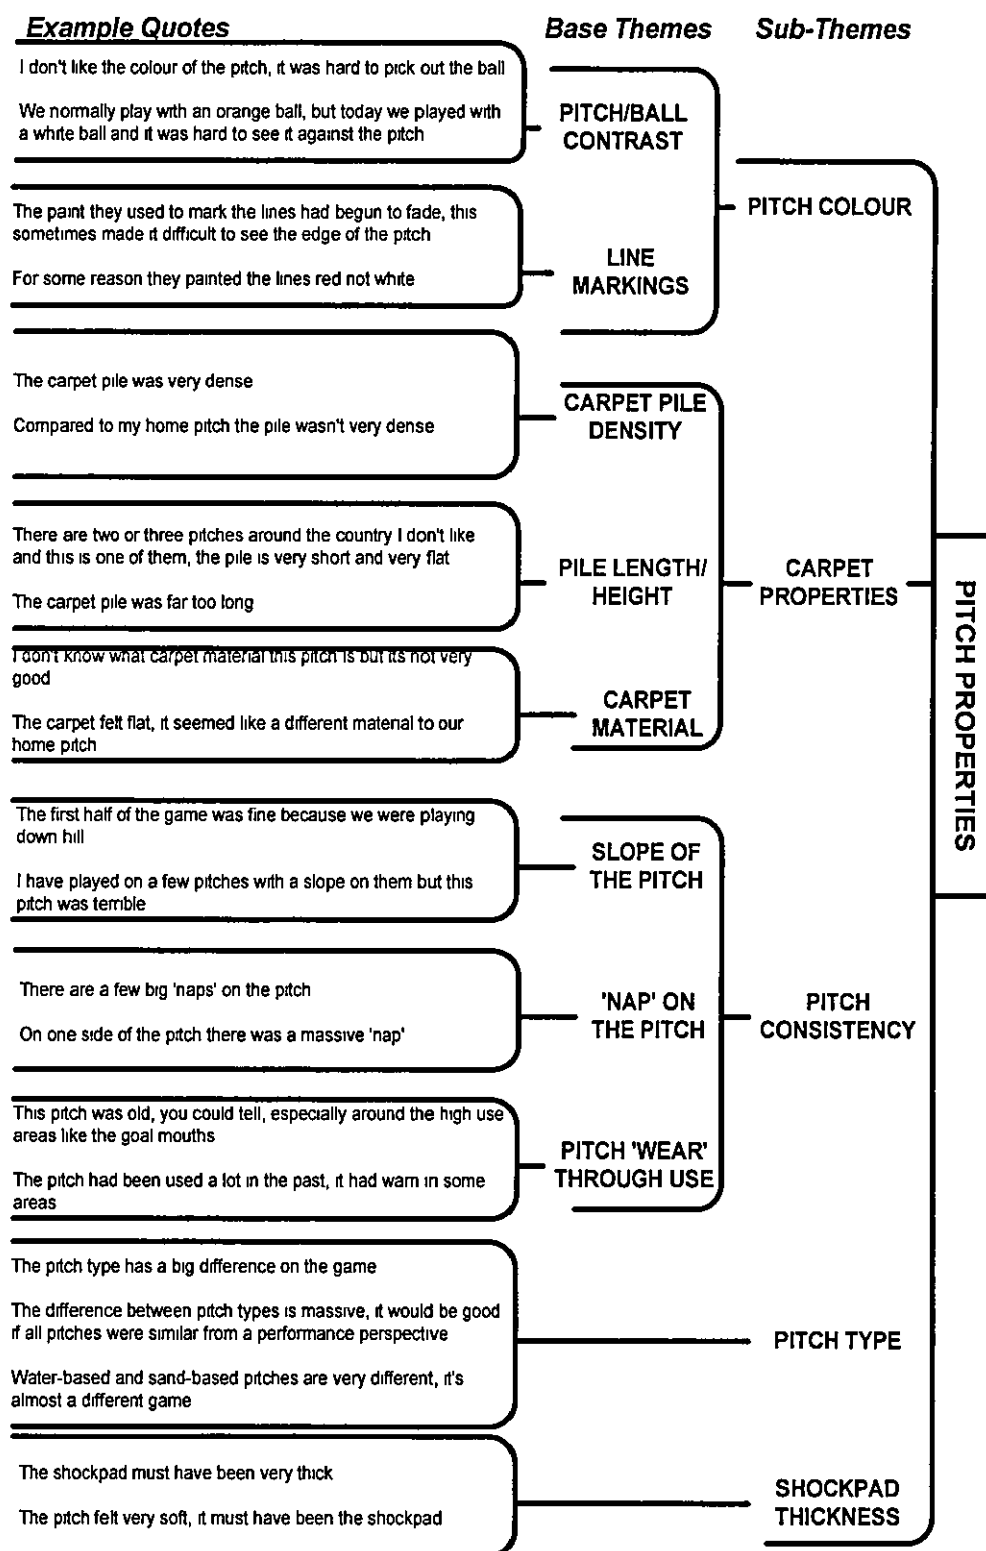 Example Quotes
Base Themes
Sub-Themes
I don't like the colour of the pitch, it was hard to pick out the ball
We normally play with an orange ball, but today we played with
a white ball and it was hard to see it against the pitch
PITCH/BALL
CONTRAST
The paint they used to mark the lines had begun to fade, this
sometimes made it difficult to see the edge of the pitch
For some reason they painted the lines red not white
LINE
MARKINGS
PITCH COLOUR
The carpet pile was very dense
Compared to my home pitch the pile wasn't very dense
CARPET PILE
DENSITY
There are two or three pitches around the country I don't like
and this is one of them, the pile is very short and very flat
The carpet pile was far too long
PILE LENGTH/
HEIGHT
I don't know what carpet material this pitch is but its not very
good
The carpet felt flat, it seemed like a different material to our
home pitch
CARPET
MATERIAL
CARPET
PROPERTIES
The first half of the game was fine because we were playing
down hill
I have played on a few pitches with a slope on them but this
pitch was terrible
SLOPE OF
THE PITCH
There are a few big 'naps' on the pitch
On one side of the pitch there was a massive 'nap'
'NAP' ON
THE PITCH
This pitch was old, you could tell, especially around the high use
areas like the goal mouths
The pitch had been used a lot in the past, it had warn in some
areas
PITCH 'WEAR'
THROUGH USE
PITCH
CONSISTENCY
The pitch type has a big difference on the game
The difference between pitch types is massive, it would be good
if all pitches were similar from a performance perspective
Water-based and sand-based pitches are very different, it's
almost a different game
PITCH TYPE
The shockpad must have been very thick
The pitch felt very soft, it must have been the shockpad
SHOCKPAD
THICKNESS
PITCH PROPERTIES